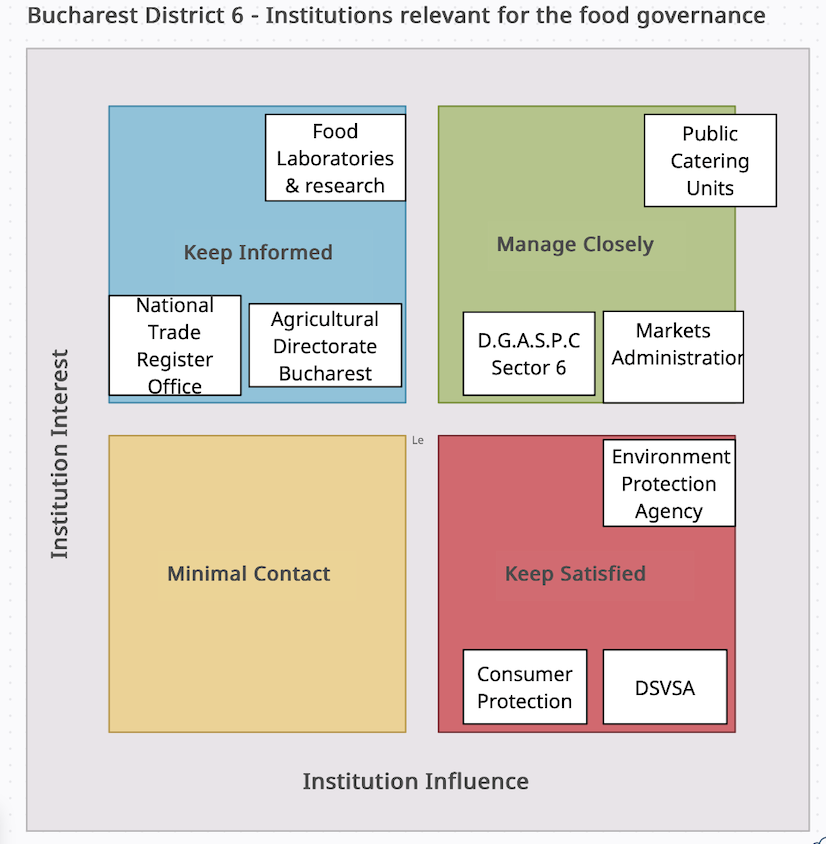 Bucharest District 6 - Institutions relevant for the food governance
Food
Laboratories
& research
Keep Informed
National
Trade
Register
Office
Agricultural
Directorate
Bucharest
Public
Catering
Units
Manage Closely
D.G.A.S.P.C
Sector 6
Markets
Administration
Institution Interest
Le
Minimal Contact
Environment
Protection
Agency
Keep Satisfied
Consumer
Protection
DSVSA
Institution Influence